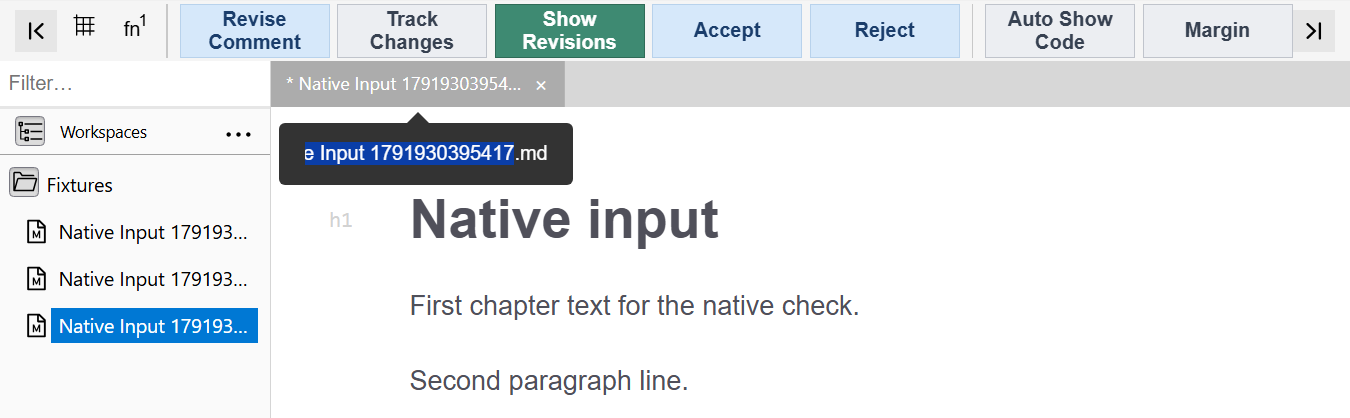 fn1
Revise Comment
Track Changes
Show Revisions
Accept
Reject
Auto Show Code
Margin
Filter…
* Native Input 17919303954... ×
Workspaces
e Input 1791930395417.md
Fixtures
Native Input 179193...
Native Input 179193...
Native Input 179193...
h1
Native input
First chapter text for the native check.
Second paragraph line.